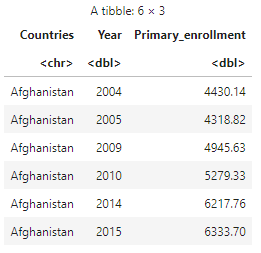 A tibble: 6 × 3
Countries Year Primary_enrollment
<chr> <dbl> <dbl>
Afghanistan 2004 4430.14
Afghanistan 2005 4318.82
Afghanistan 2009 4945.63
Afghanistan 2010 5279.33
Afghanistan 2014 6217.76
Afghanistan 2015 6333.70